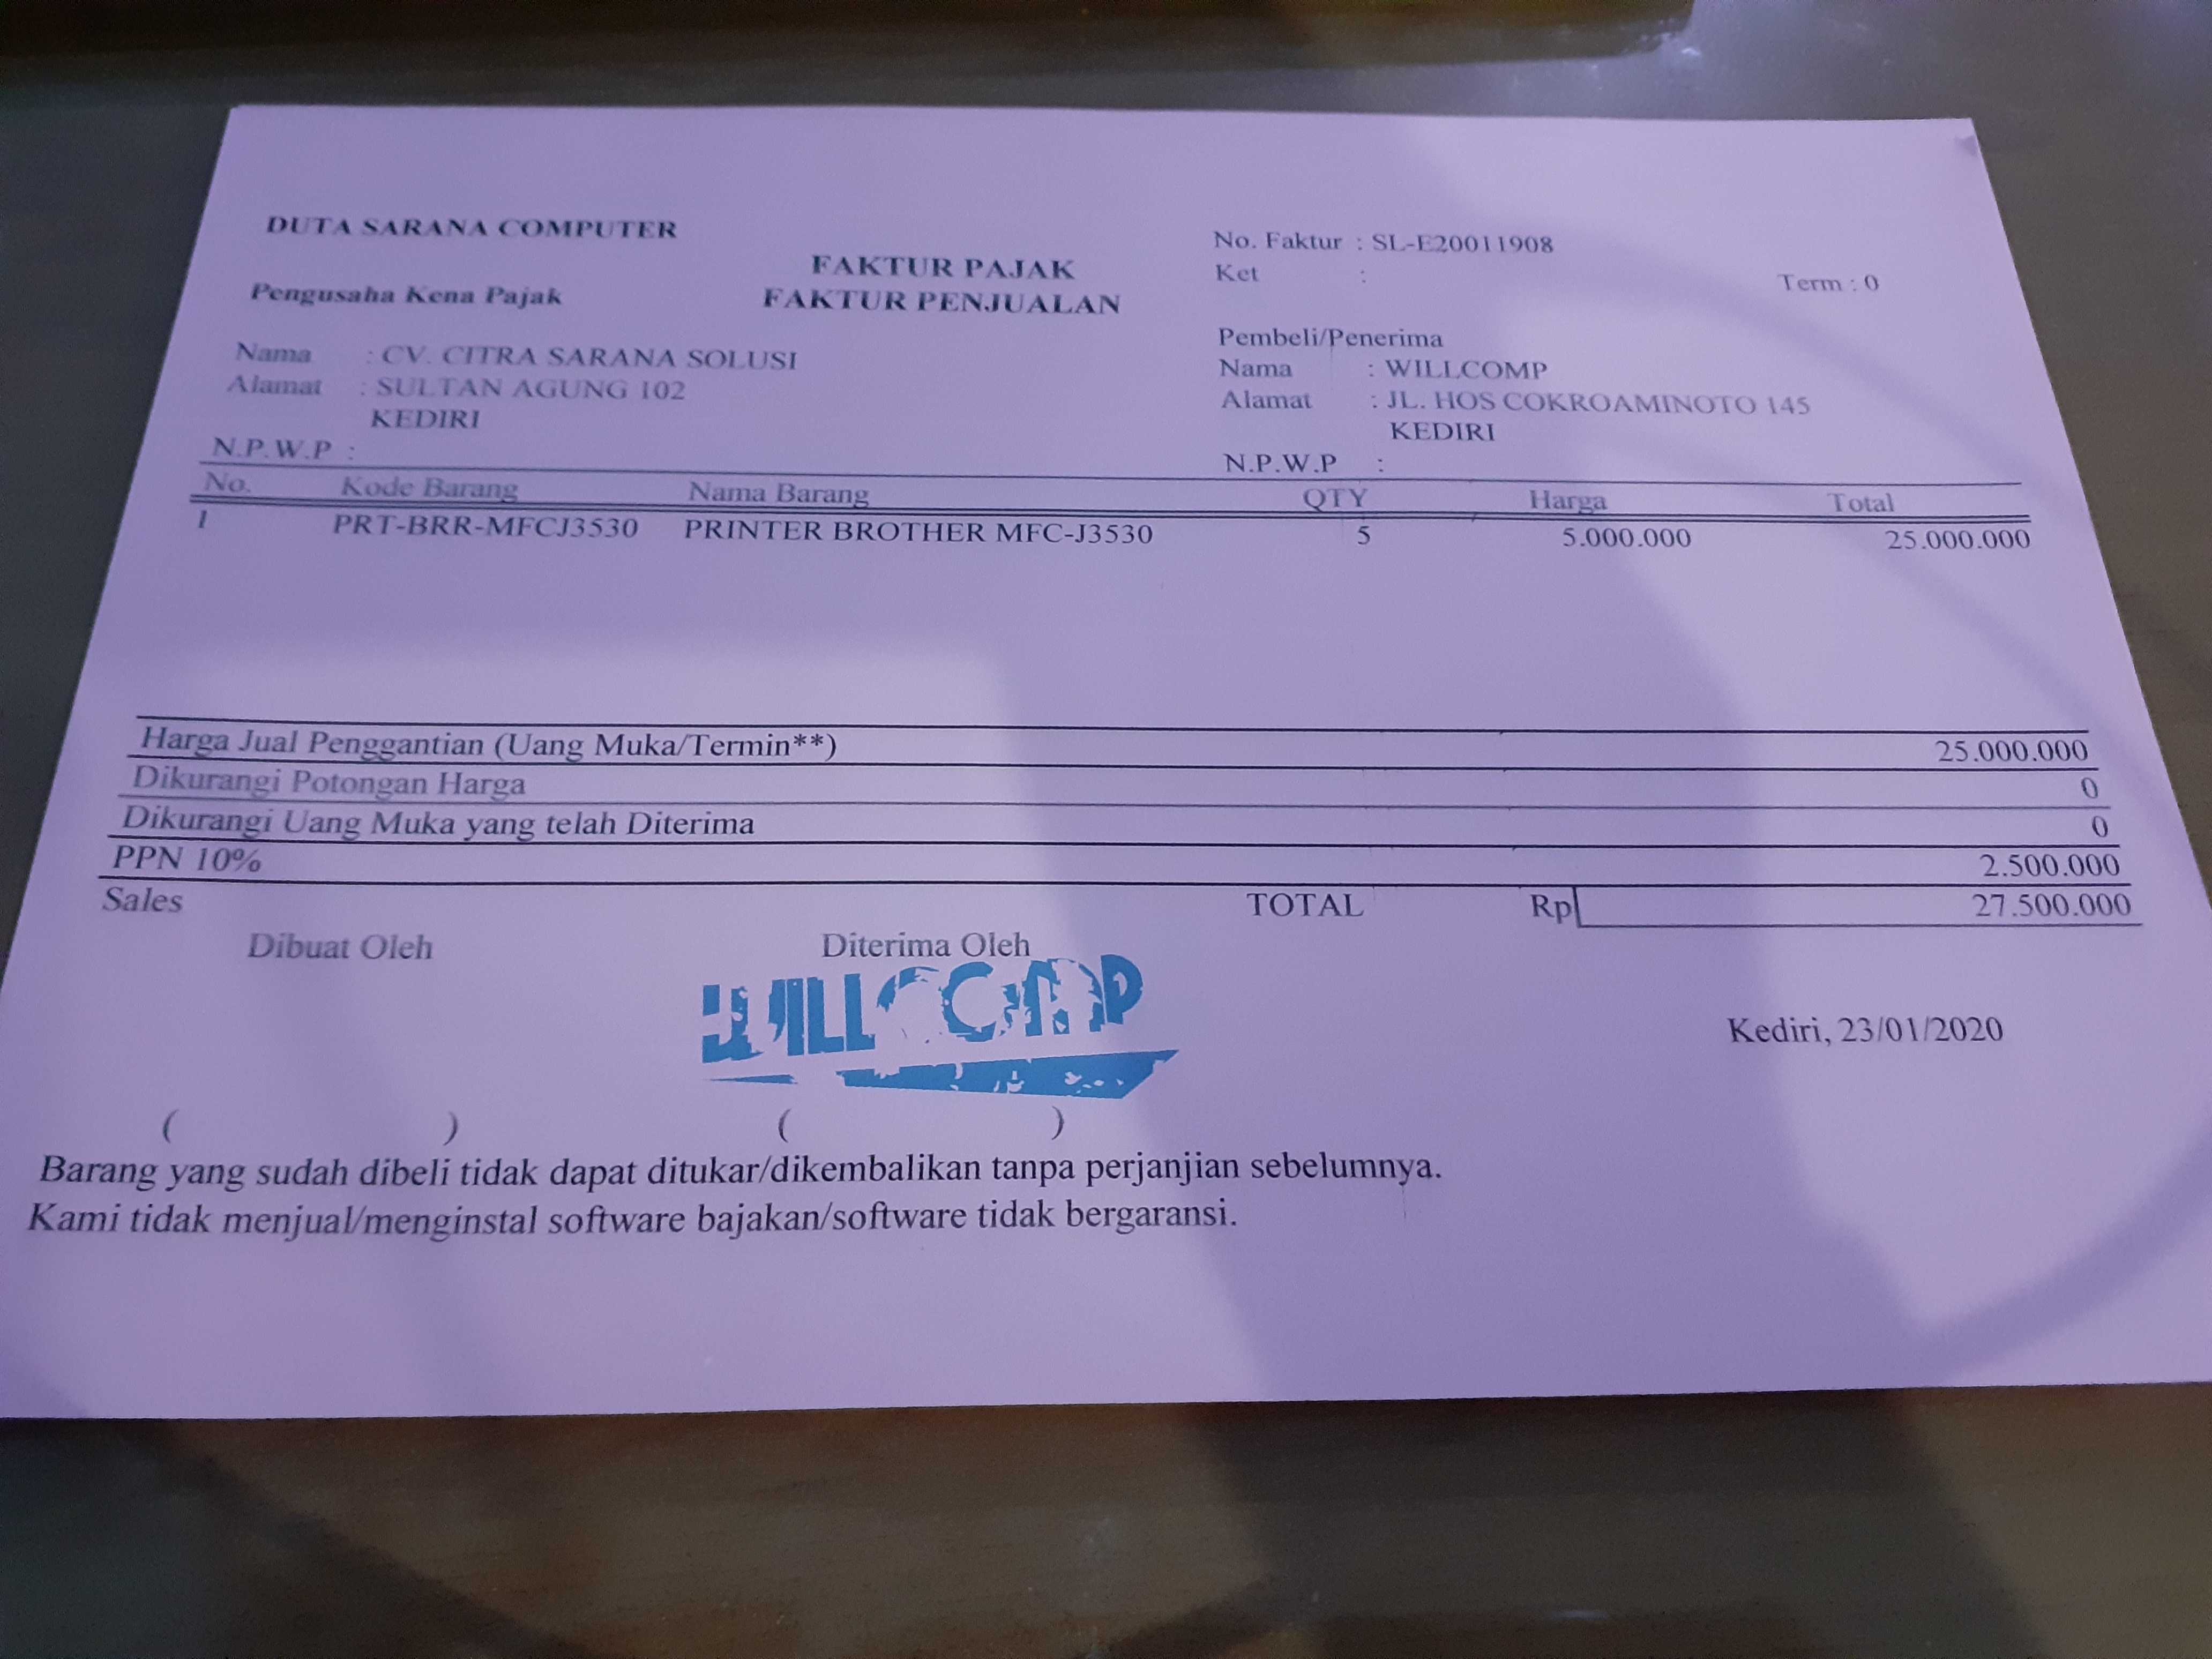 DUTA SARANA COMPUTER
FAKTUR PAJAK
FAKTUR PENJUALAN
No. Faktur : SL-E20011908
Ket :
Term : 0
Pengusaha Kena Pajak
Nama : CV. CITRA SARANA SOLUSI
Alamat : SULTAN AGUNG 102
KEDIRI
N.P.W.P :
Pembeli/Penerima
Nama : WILLCOMP
Alamat : JL. HOS COKROAMINOTO 145
KEDIRI
N.P.W.P :
No. Kode Barang Nama Barang QTY Harga Total
1 PRT-BRR-MFCJ3530 PRINTER BROTHER MFC-J3530 5 5.000.000 25.000.000
Harga Jual Penggantian (Uang Muka/Termin**) 25.000.000
Dikurangi Potongan Harga 0
Dikurangi Uang Muka yang telah Diterima 0
PPN 10% 2.500.000
Sales TOTAL Rp 27.500.000
Dibuat Oleh Diterima Oleh
WILLCOMP
Kediri, 23/01/2020
( ) ( )
Barang yang sudah dibeli tidak dapat ditukar/dikembalikan tanpa perjanjian sebelumnya.
Kami tidak menjual/menginstal software bajakan/software tidak bergaransi.